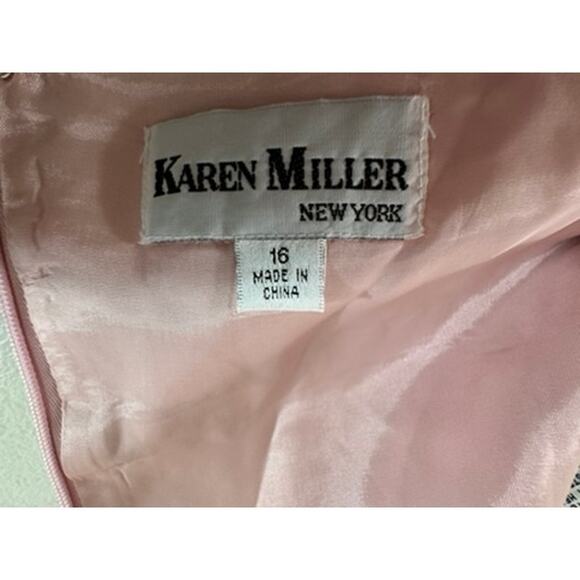 KAREN MILLER
NEW YORK
16
MADE IN
CHINA